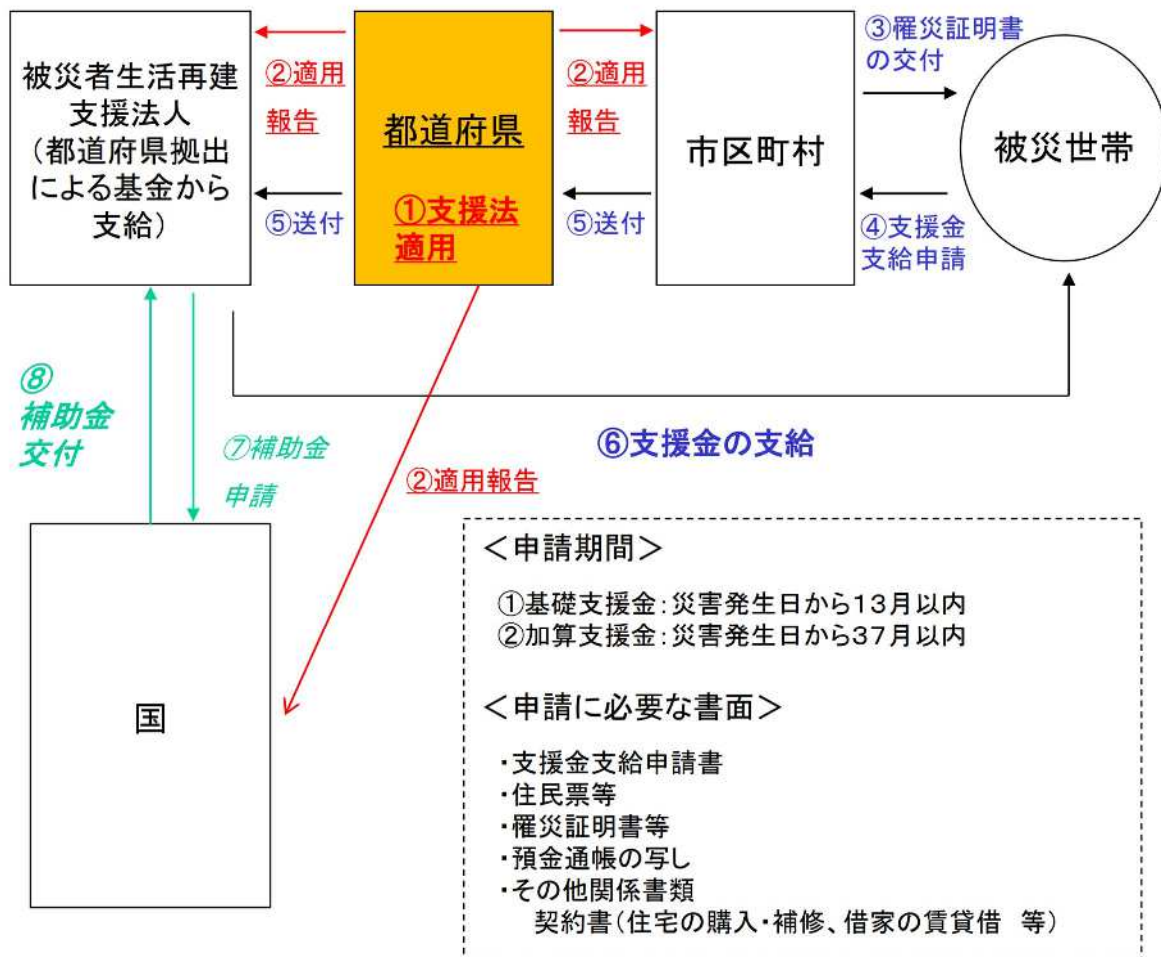 被災者生活再建
支援法人
(都道府県拠出
による基金から
支給)
②適用
報告
⑤送付
都道府県
①支援法
適用
②適用
報告
⑤送付
市区町村
③罹災証明書
の交付
④支援金
支給申請
被災世帯
⑧
補助金
交付
⑦補助金
申請
②適用報告
⑥支援金の支給
国
<申請期間>
①基礎支援金:災害発生日から13月以内
②加算支援金:災害発生日から37月以内
<申請に必要な書面>
・支援金支給申請書
・住民票等
・罹災証明書等
・預金通帳の写し
・その他関係書類
契約書(住宅の購入・補修、借家の賃貸借 等)